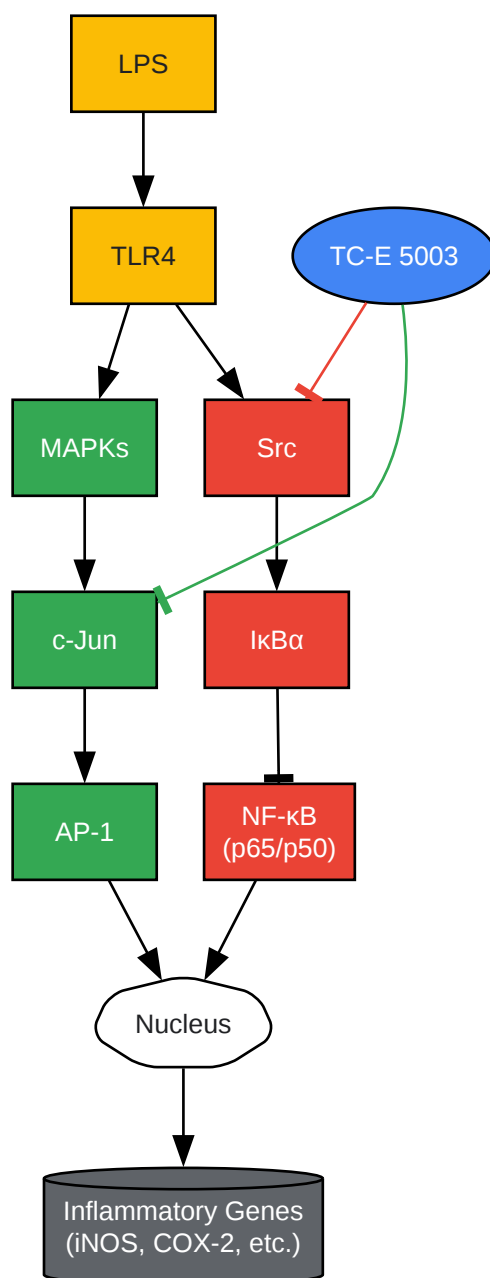 LPS
TLR4
TC-E 5003
MAPKs
Src
c-Jun
IκBα
AP-1
NF-κB
(p65/p50)
Nucleus
Inflammatory Genes
(iNOS, COX-2, etc.)